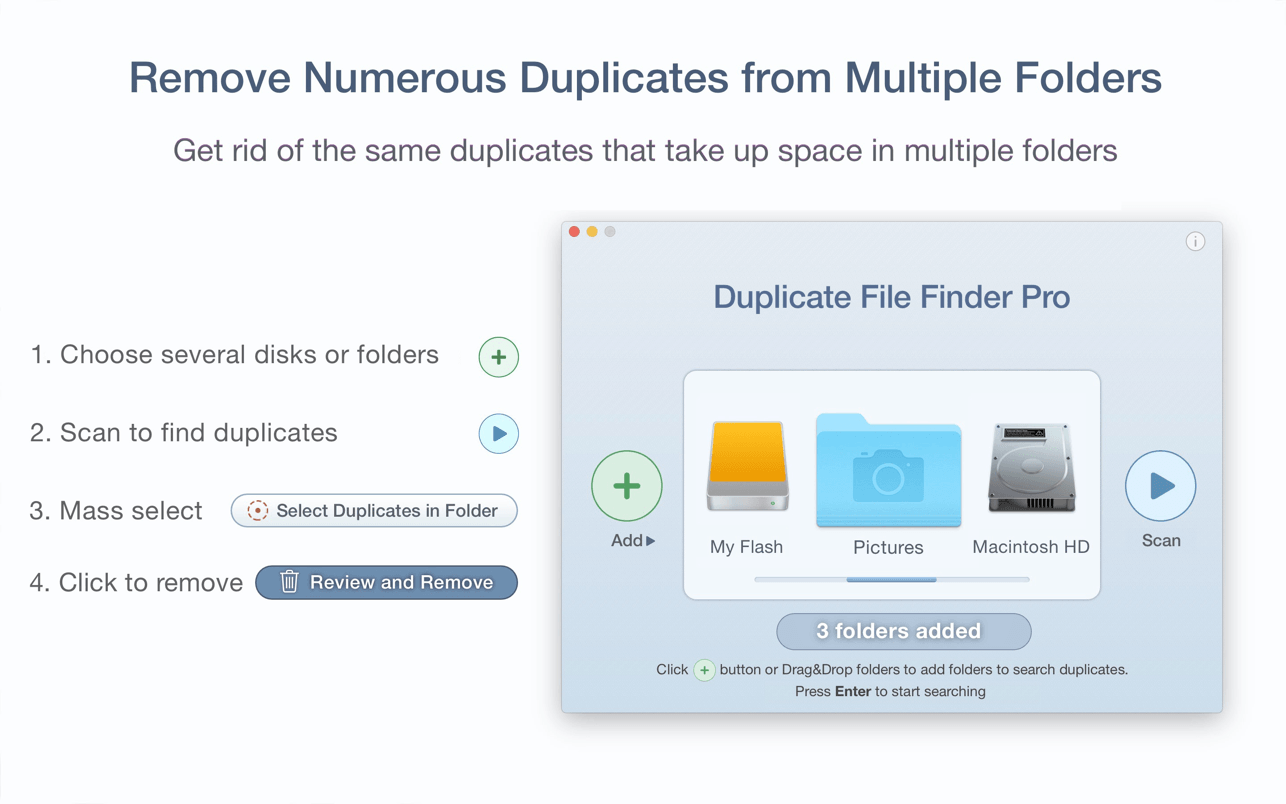 Remove Numerous Duplicates from Multiple Folders
Get rid of the same duplicates that take up space in multiple folders
1. Choose several disks or folders
2. Scan to find duplicates
3. Mass select
Select Duplicates in Folder
4. Click to remove
Review and Remove
Duplicate File Finder Pro
Add
My Flash
Pictures
Macintosh HD
Scan
3 folders added
Click + button or Drag&Drop folders to add folders to search duplicates.
Press Enter to start searching